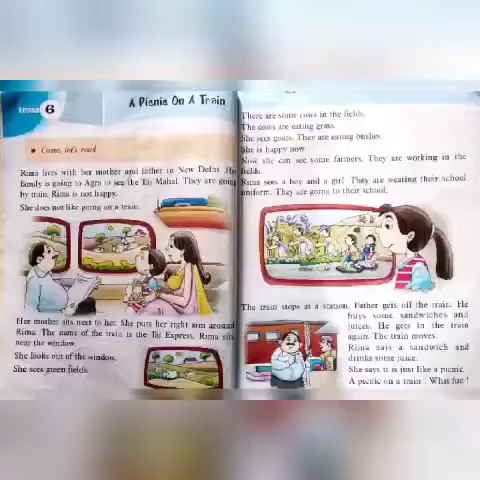 Lesson 6
A Picnic On A Train
Come, let's read
Rima lives with her mother and father in New Delhi. Her
family is going to Agra to see the Taj Mahal. They are going
by train. Rima is not happy.
She does not like going on a train.
Her mother sits next to her. She puts her right arm around
Rima. The name of the train is the Taj Express. Rima sits
near the window.
She looks out of the window.
She sees green fields.
There are some cows in the fields.
The cows are eating grass.
She sees goats. They are eating bushes.
She is happy now.
Now she can see some farmers. They are working in the
fields.
Rima sees a boy and a girl. They are wearing their school
uniform. They are going to their school.
The train stops at a station. Father gets off the train. He
buys some sandwiches and
juices. He gets in the train
again. The train moves.
Rima eats a sandwich and
drinks some juice.
She says it is just like a picnic.
A picnic on a train ! What fun !